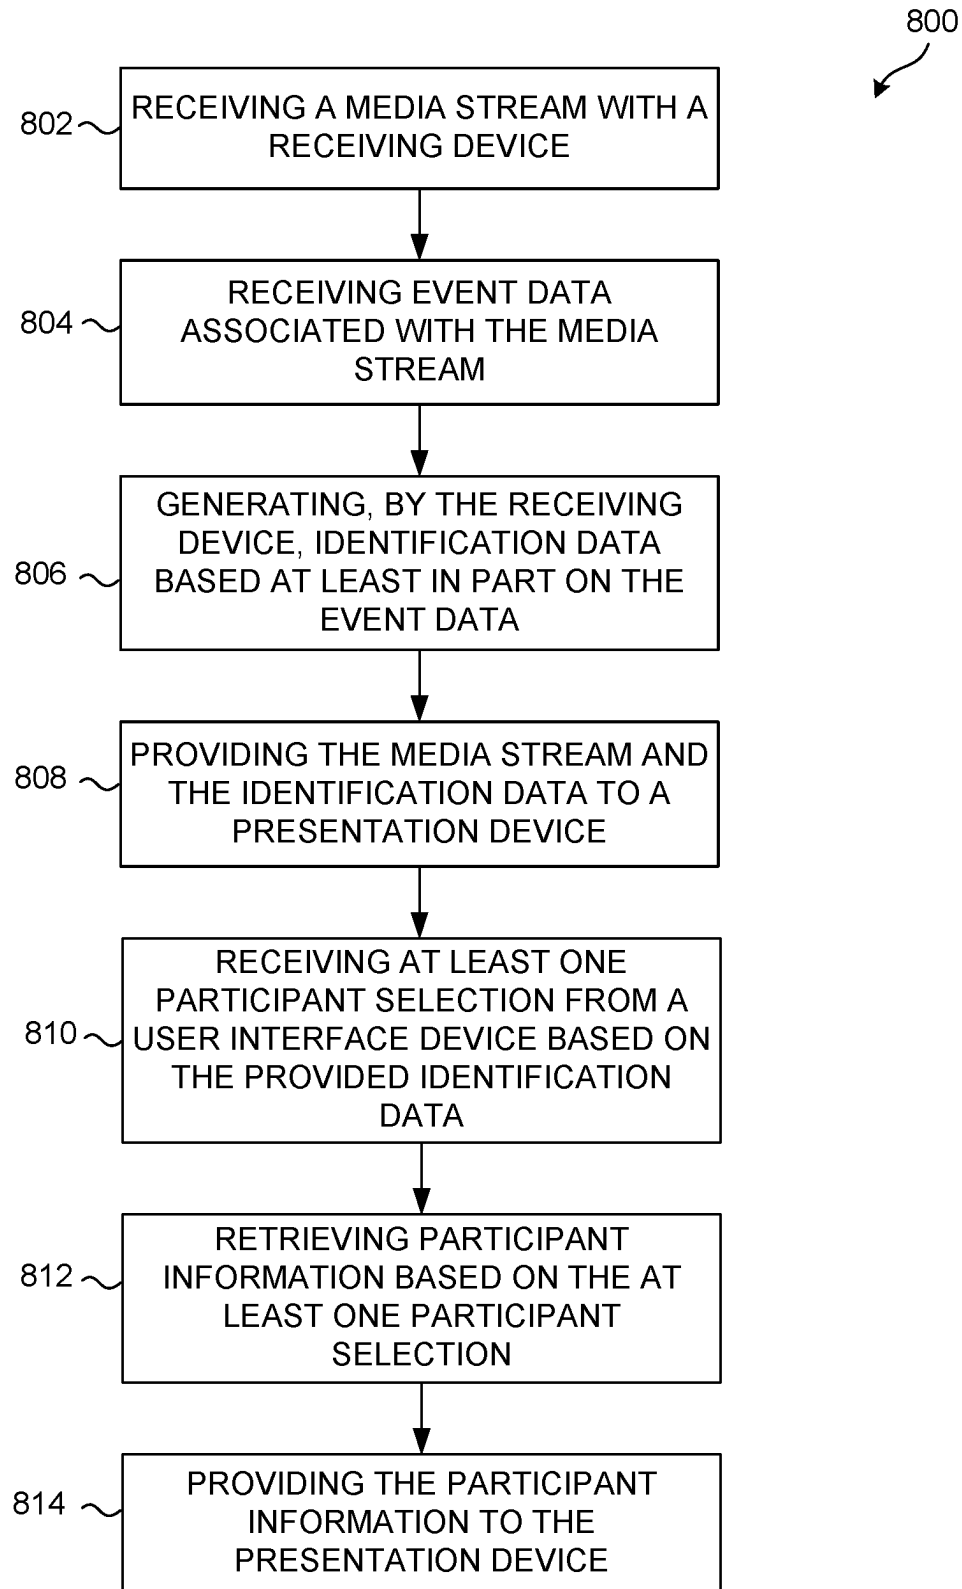 800
802
RECEIVING A MEDIA STREAM WITH A
RECEIVING DEVICE
804
RECEIVING EVENT DATA
ASSOCIATED WITH THE MEDIA
STREAM
806
GENERATING, BY THE RECEIVING
DEVICE, IDENTIFICATION DATA
BASED AT LEAST IN PART ON THE
EVENT DATA
808
PROVIDING THE MEDIA STREAM AND
THE IDENTIFICATION DATA TO A
PRESENTATION DEVICE
810
RECEIVING AT LEAST ONE
PARTICIPANT SELECTION FROM A
USER INTERFACE DEVICE BASED ON
THE PROVIDED IDENTIFICATION
DATA
812
RETRIEVING PARTICIPANT
INFORMATION BASED ON THE AT
LEAST ONE PARTICIPANT
SELECTION
814
PROVIDING THE PARTICIPANT
INFORMATION TO THE
PRESENTATION DEVICE